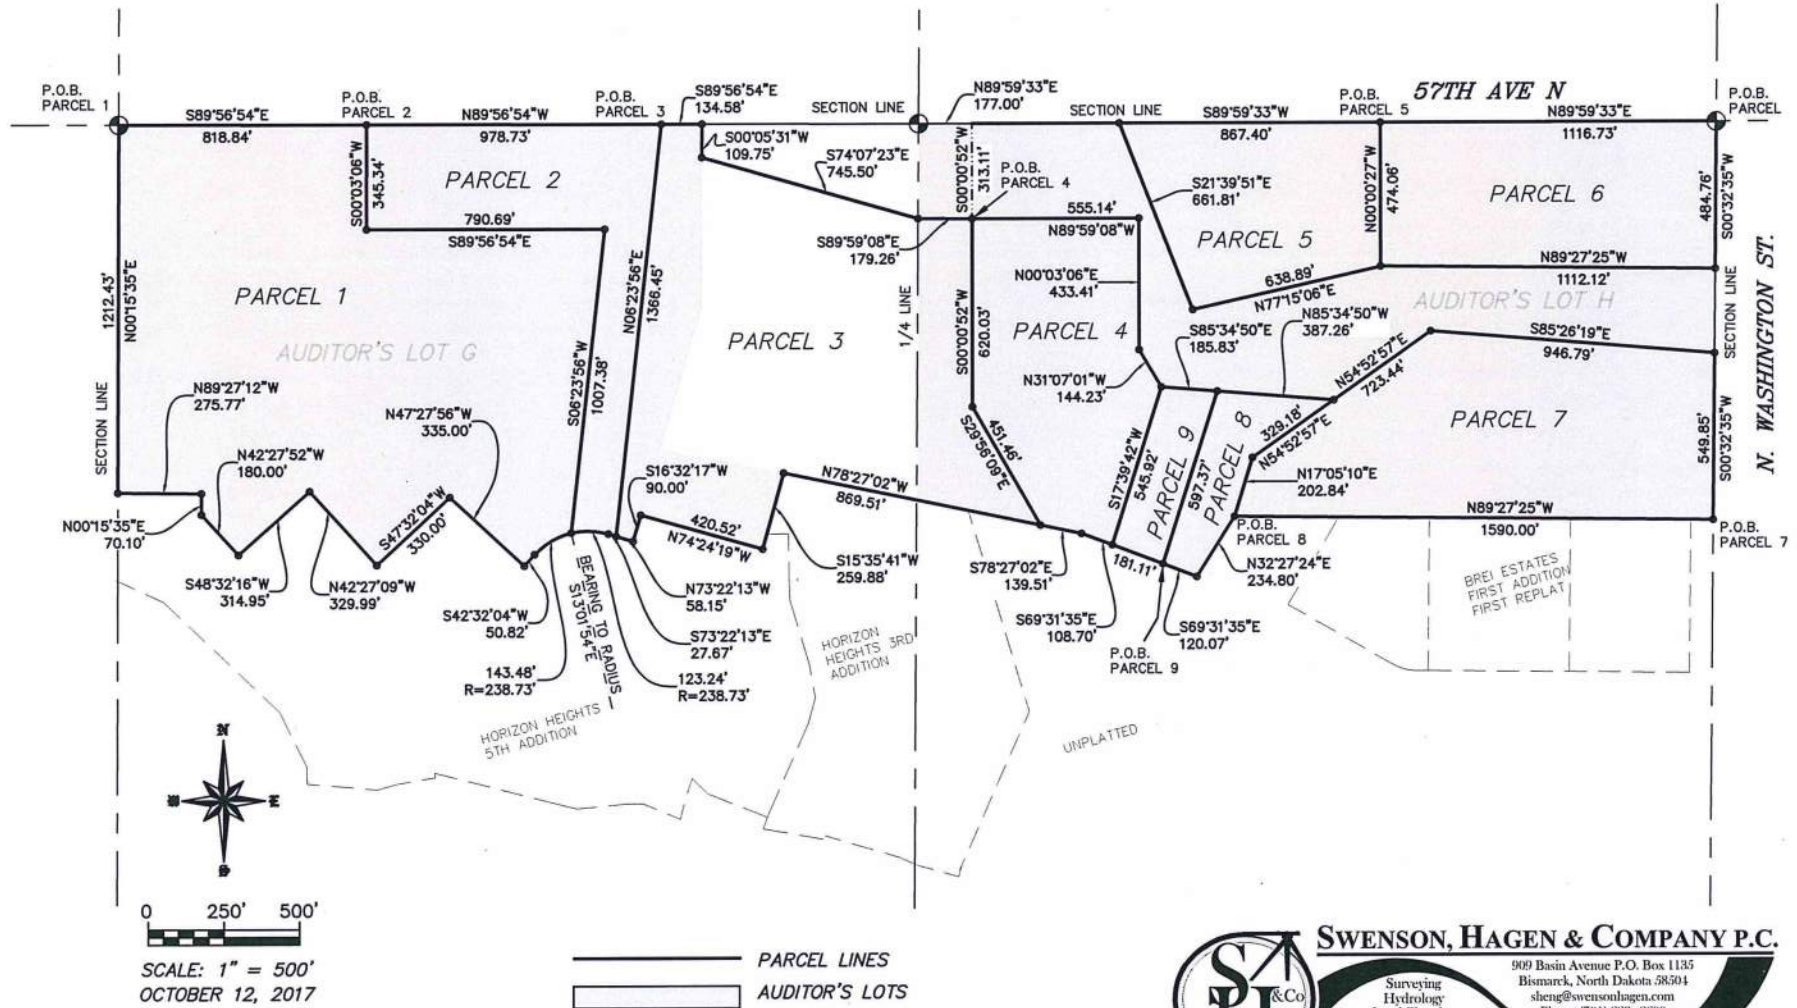 P.O.B.
PARCEL 1
S89°56'54"E
818.84'
P.O.B.
PARCEL 2
N89°56'54"W
978.73'
P.O.B.
PARCEL 3
S89°56'54"E
134.58'
SECTION LINE
N89°59'33"E
177.00'
SECTION LINE
S89°59'33"W
867.40'
P.O.B.
PARCEL 5
57TH AVE N
N89°59'33"E
1116.73'
P.O.B.
PARCEL
S00°05'31"W
109.75'
S74°07'23"E
745.50'
S00°03'06"W
345.34'
PARCEL 2
790.69'
S89°56'54"E
S00°00'52"W
313.11'
P.O.B.
PARCEL 4
555.14'
N89°59'08"W
S89°59'08"E
179.26'
S21°39'51"E
661.81'
N00°00'27"W
474.06'
PARCEL 5
PARCEL 6
484.76'
S00°32'35"W
N89°27'25"W
1112.12'
638.89'
N77°15'06"E
N00°03'06"E
433.41'
PARCEL 1
1212.43'
N00°15'35"E
AUDITOR'S LOT G
S06°23'56"W
1007.38'
N06°23'56"E
1366.45'
PARCEL 3
1/4 LINE
S00°00'52"W
620.03'
PARCEL 4
S85°34'50"E
185.83'
AUDITOR'S LOT H
N85°34'50"W
387.26'
N54°52'57"E
723.44'
S85°26'19"E
946.79'
SECTION LINE
N. WASHINGTON ST.
SECTION LINE
N89°27'12"W
275.77'
N47°27'56"W
335.00'
N31°07'01"W
144.23'
N42°27'52"W
180.00'
S47°32'04"W
330.00'
S16°32'17"W
90.00'
N78°27'02"W
869.51'
451.46'
S29°56'09"E
S17°39'42"W
545.92'
PARCEL 9
597.37'
PARCEL 8
329.18'
N54°52'57"E
N17°05'10"E
202.84'
PARCEL 7
549.85'
S00°32'35"W
N89°27'25"W
1590.00'
P.O.B.
PARCEL 8
P.O.B.
PARCEL 7
N00°15'35"E
70.10'
S48°32'16"W
314.95'
N42°27'09"W
329.99'
S42°32'04"W
50.82'
BEARING TO RADIUS
S13°01'54"E
420.52'
N74°24'19"W
N73°22'13"W
58.15'
S73°22'13"E
27.67'
S15°35'41"W
259.88'
S78°27'02"E
139.51'
181.11'
S69°31'35"E
108.70'
P.O.B.
PARCEL 9
S69°31'35"E
120.07'
N32°27'24"E
234.80'
BREI ESTATES
FIRST ADDITION
FIRST REPLAT
143.48'
R=238.73'
123.24'
R=238.73'
HORIZON
HEIGHTS 3RD
ADDITION
HORIZON HEIGHTS
5TH ADDITION
UNPLATTED
N
W
E
S
0 250' 500'
SCALE: 1" = 500'
OCTOBER 12, 2017
PARCEL LINES
AUDITOR'S LOTS
&Co
SWENSON, HAGEN & COMPANY P.C.
909 Basin Avenue P.O. Box 1135
Bismarck, North Dakota 58504
sheng@swensonhagen.com
Surveying
Hydrology